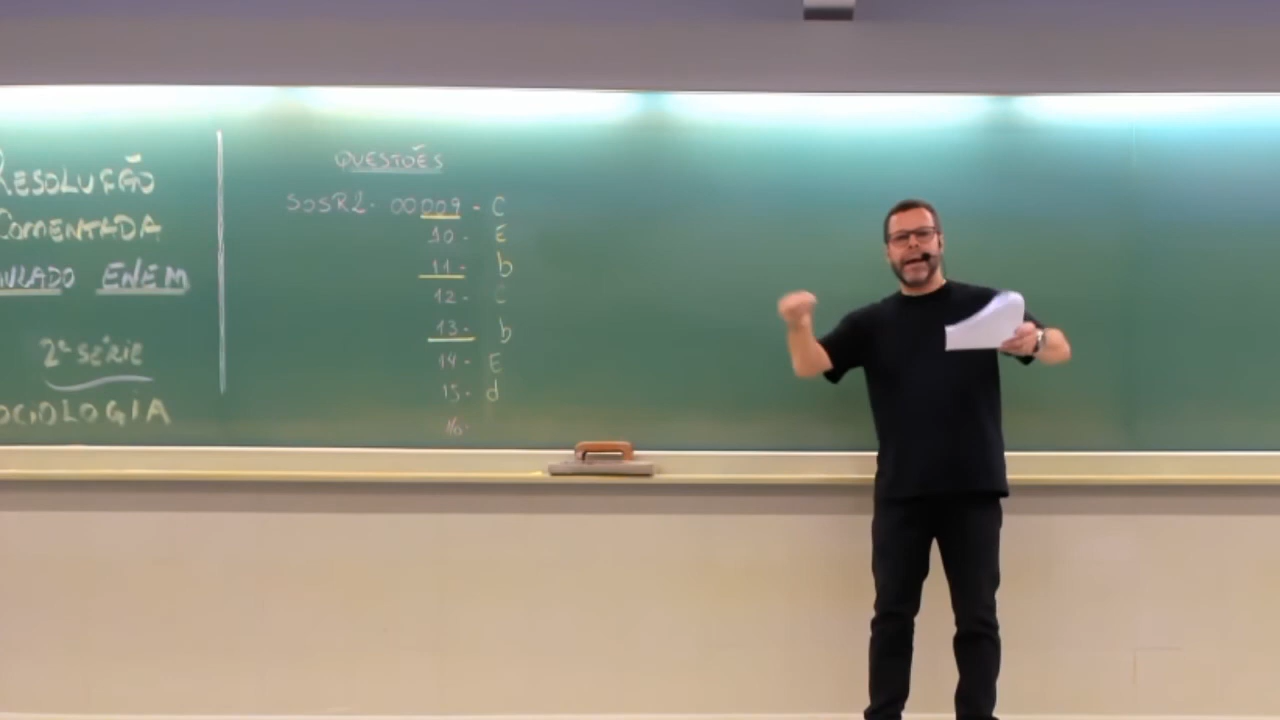 RESOLUÇÃO
COMENTADA
ULADO ENEM
2ª série
OCIOLOGIA
QUESTÕES
SOSR2- 00009 - C
10- E
11- b
12- C
13- b
14- E
15- d
16-